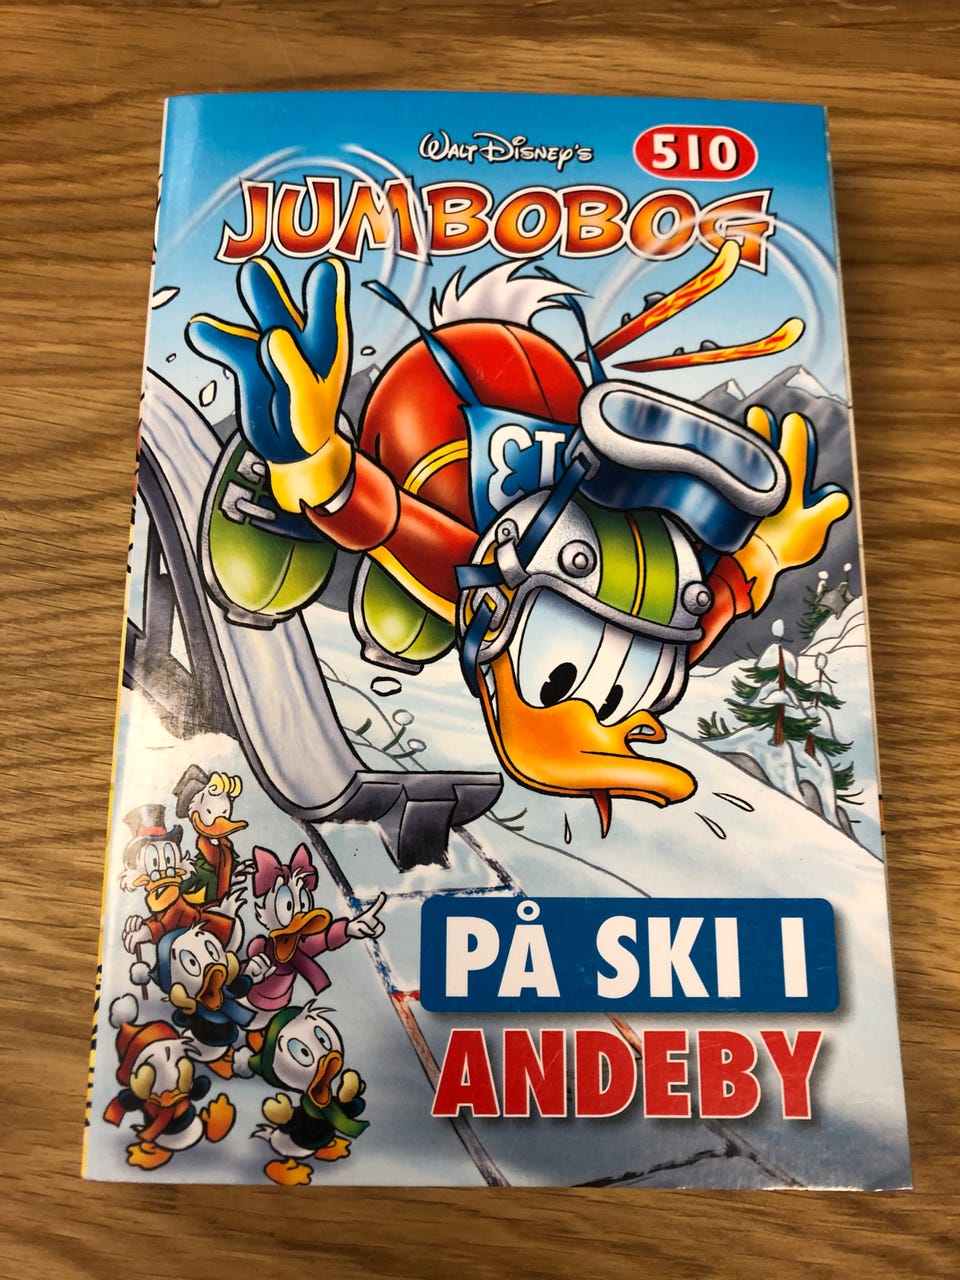 WALT DISNEY'S
510
JUMBOBOG
13
PÅ SKI I
ANDEBY